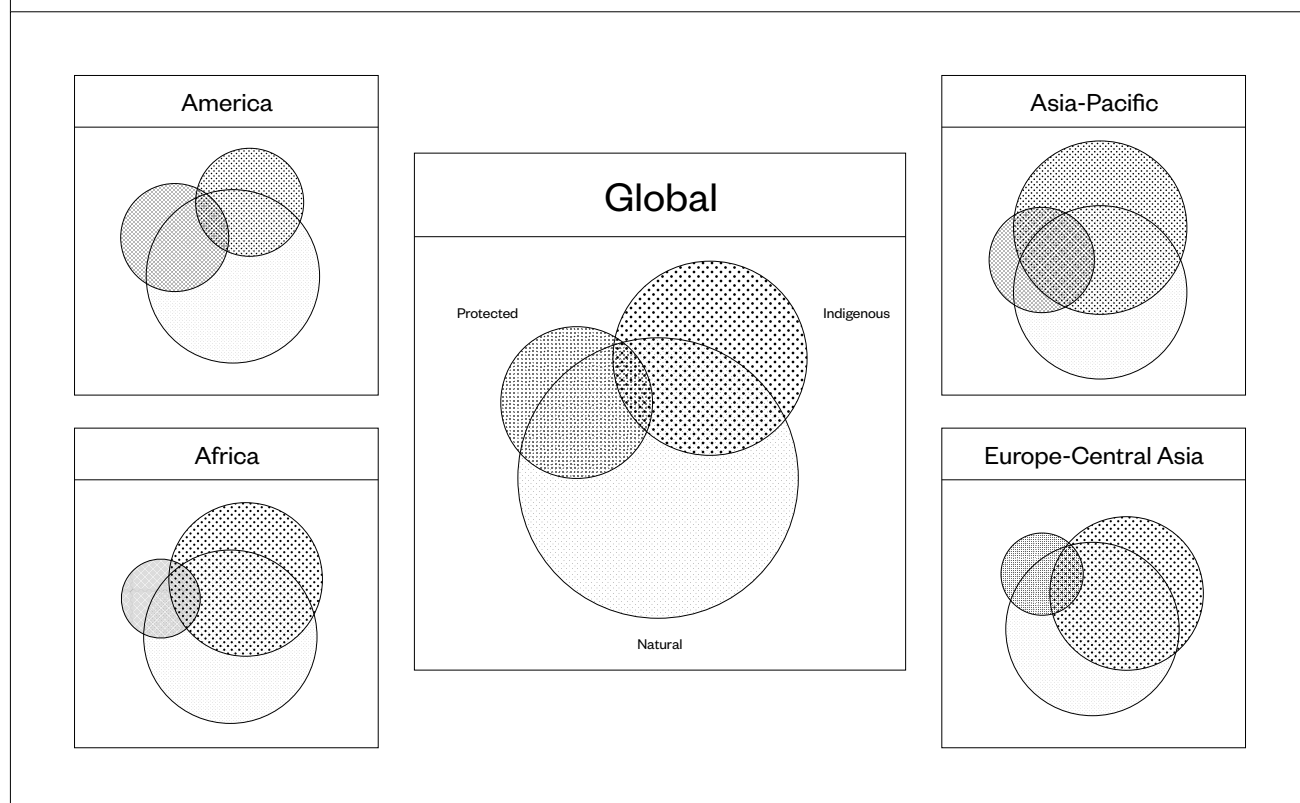 America
Asia-Pacific
Global
Protected
Indigenous
Natural
Africa
Europe-Central Asia